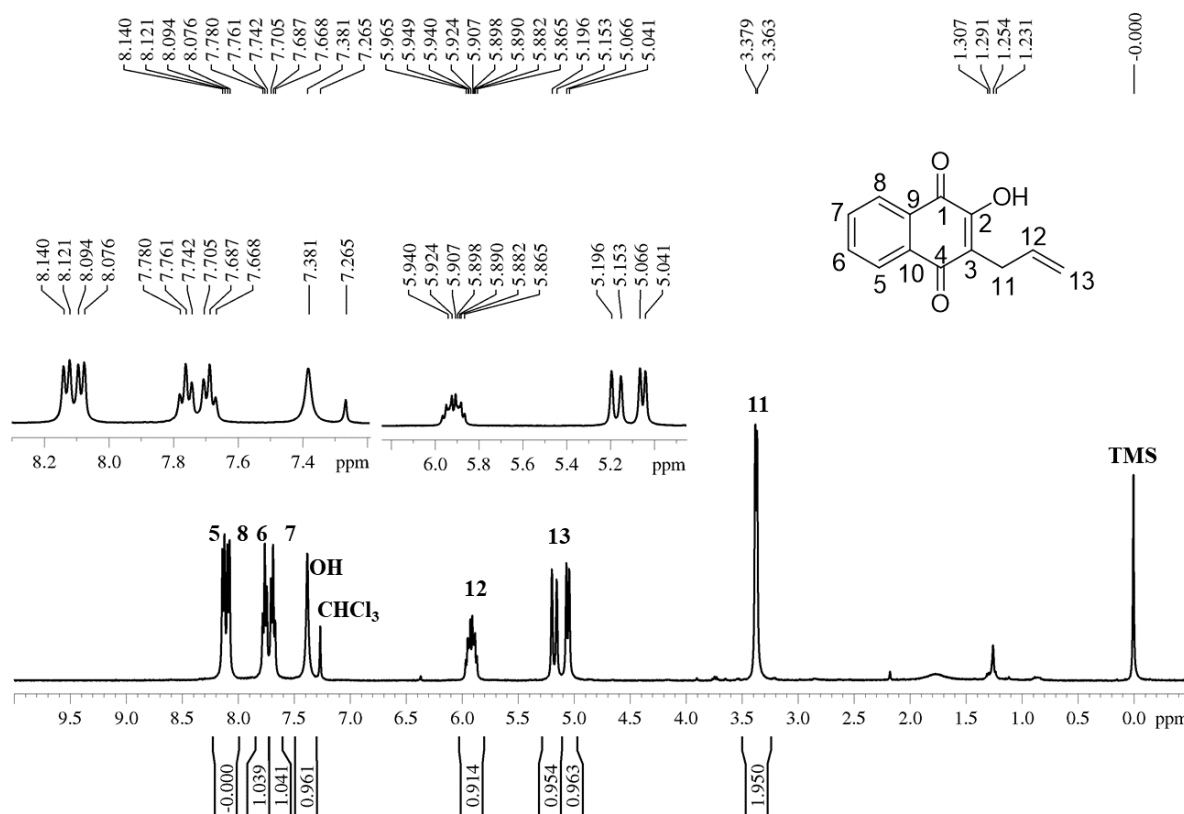 8.140 8.121 8.094 8.076 7.780 7.761 7.742 7.705 7.687 7.668 7.381 7.265 5.965 5.949 5.940 5.924 5.907 5.898 5.890 5.882 5.865 5.196 5.153 5.066 5.041 3.379 3.363 1.307 1.291 1.254 1.231 -0.000
O
8 9 1 2 OH
7 12
6 10 4 3
5 11 13
O
8.140 8.121 8.094 8.076 7.780 7.761 7.742 7.705 7.687 7.668 7.381 7.265 5.940 5.924 5.907 5.898 5.890 5.882 5.865 5.196 5.153 5.066 5.041
8.2 8.0 7.8 7.6 7.4 ppm 6.0 5.8 5.6 5.4 5.2 ppm
11
TMS
5 8 6 7 13
OH
12
CHCl₃
9.5 9.0 8.5 8.0 7.5 7.0 6.5 6.0 5.5 5.0 4.5 4.0 3.5 3.0 2.5 2.0 1.5 1.0 0.5 0.0 ppm
-0.000 1.039 1.041 0.961 0.914 0.954 0.963 1.950